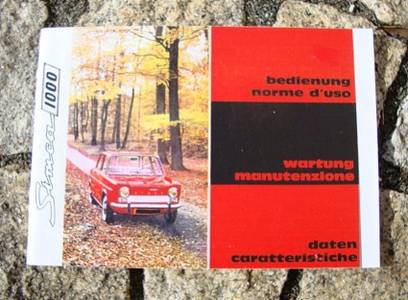 Simca 1000
bedienung
norme d'uso
wartung
manutenzione
daten
caratteristiche